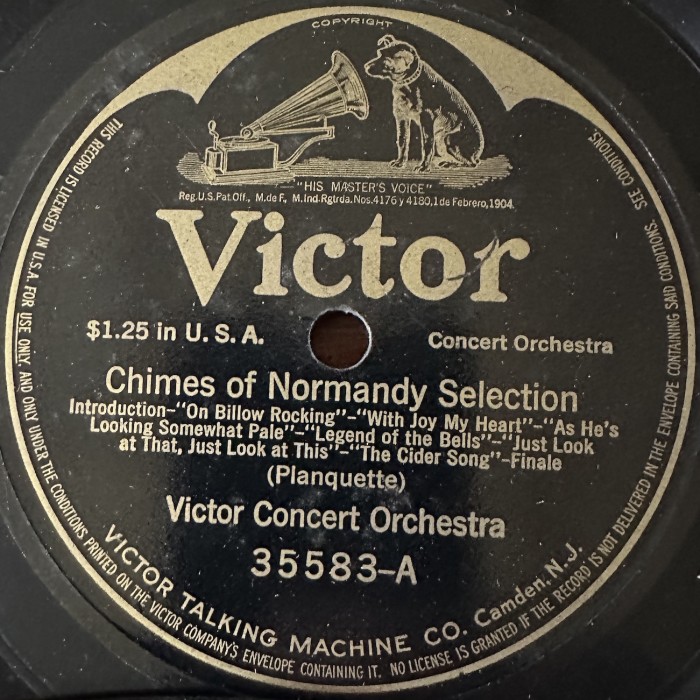 COPYRIGHT
"HIS MASTER'S VOICE"
Reg.U.S.Pat.Off., M.de F., M.Ind.Rgtrda.Nos.4176 y 4180,1 de Febrero,1904
Victor
$1.25 in U.S.A.
Concert Orchestra
Chimes of Normandy Selection
Introduction–"On Billow Rocking"–"With Joy My Heart"–"As He's
Looking Somewhat Pale"–"Legend of the Bells"–"Just Look
at That, Just Look at This"–"The Cider Song"–Finale
(Planquette)
Victor Concert Orchestra
35583–A
VICTOR TALKING MACHINE CO. Camden, N.J.
THIS RECORD IS LICENSED IN U.S.A. FOR USE ONLY, AND ONLY UNDER THE CONDITIONS PRINTED ON THE VICTOR COMPANY'S ENVELOPE CONTAINING IT. NO LICENSE IS GRANTED IF THE RECORD IS NOT DELIVERED IN THE ENVELOPE CONTAINING SAID CONDITIONS. SEE CONDITIONS.